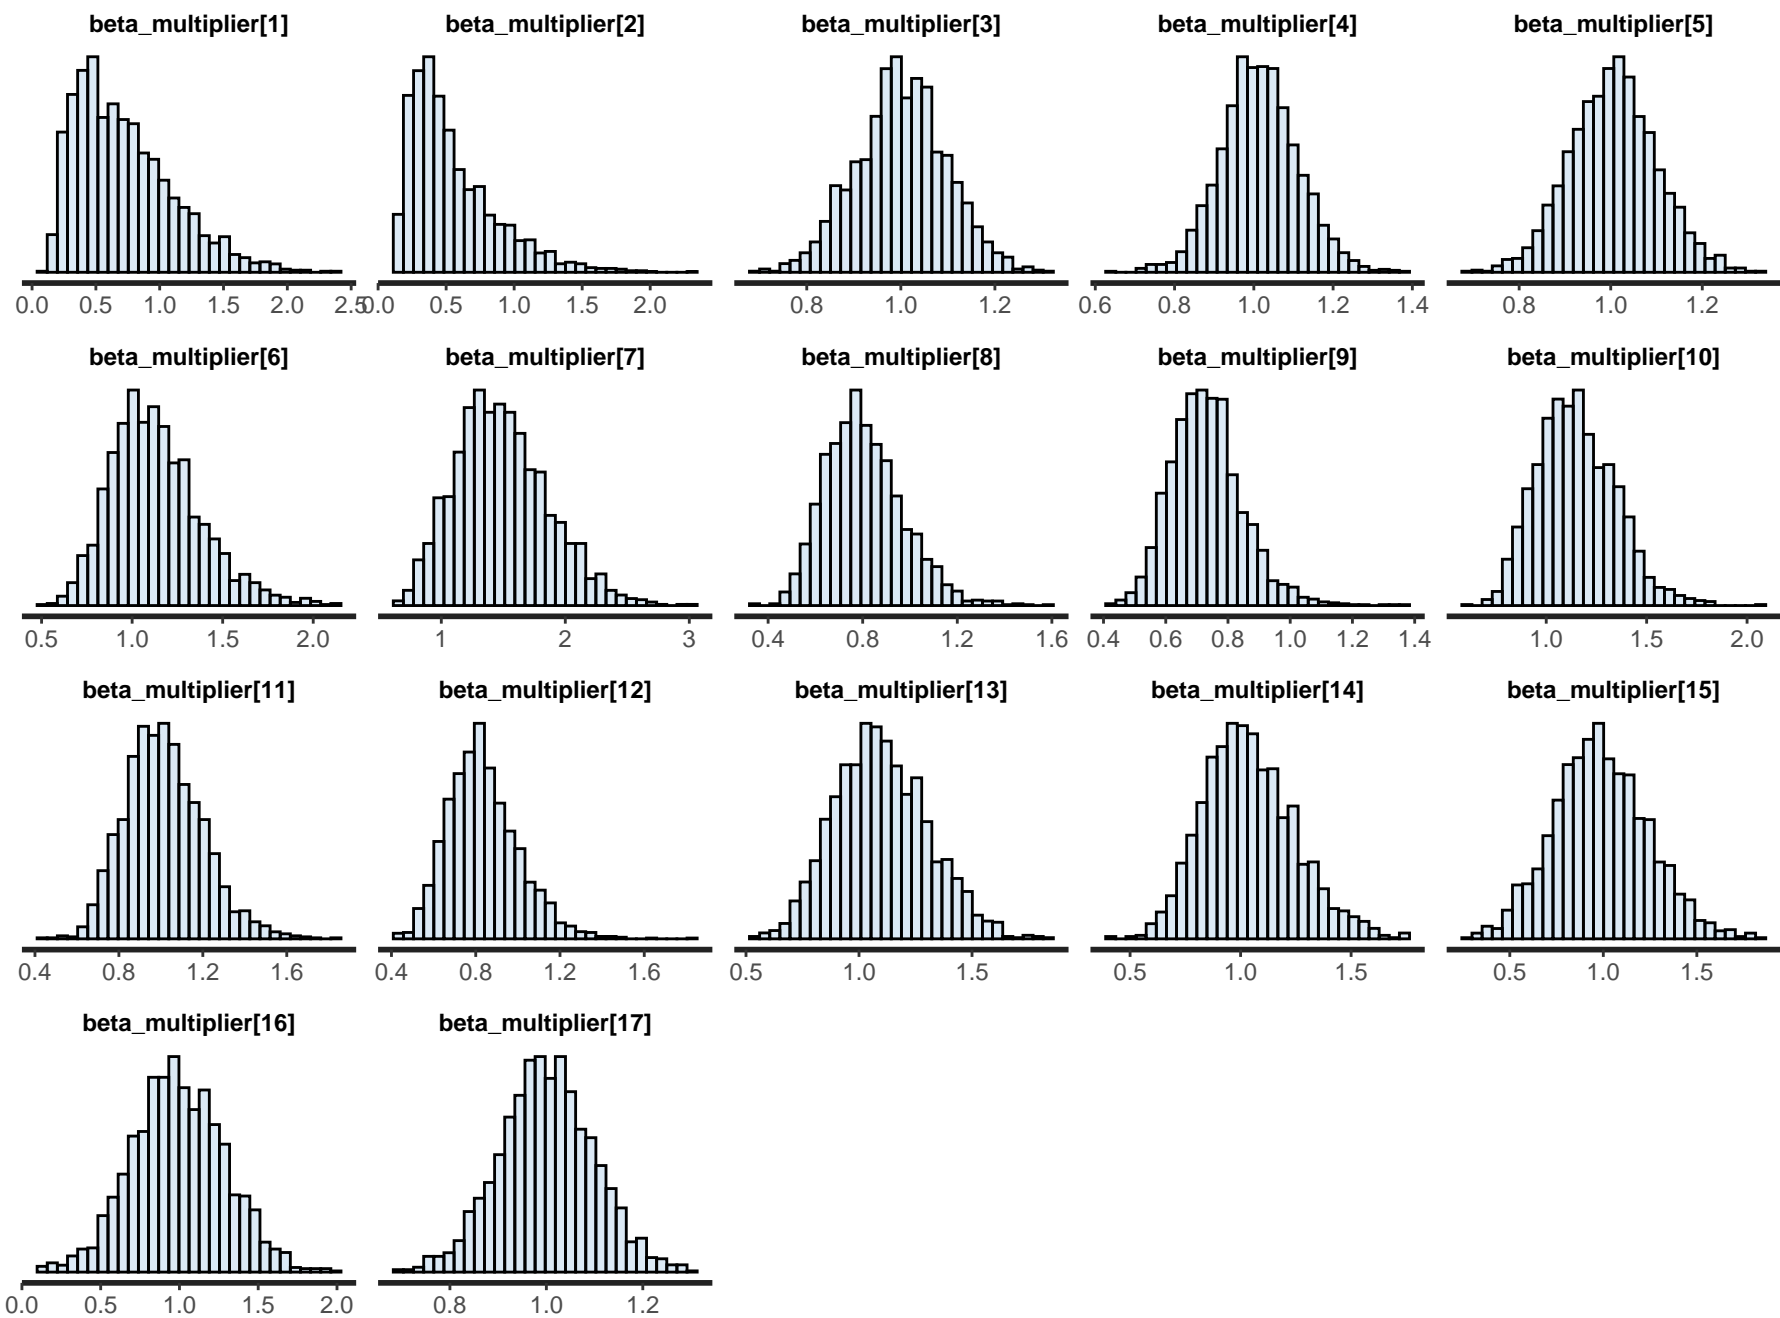 beta_multiplier[1] beta_multiplier[2] beta_multiplier[3] beta_multiplier[4] beta_multiplier[5]
0.0 0.5 1.0 1.5 2.0 2.5 0.0 0.5 1.0 1.5 2.0 0.8 1.0 1.2 0.6 0.8 1.0 1.2 1.4 0.8 1.0 1.2
beta_multiplier[6] beta_multiplier[7] beta_multiplier[8] beta_multiplier[9] beta_multiplier[10]
0.5 1.0 1.5 2.0 1 2 3 0.4 0.8 1.2 1.6 0.4 0.6 0.8 1.0 1.2 1.4 1.0 1.5 2.0
beta_multiplier[11] beta_multiplier[12] beta_multiplier[13] beta_multiplier[14] beta_multiplier[15]
0.4 0.8 1.2 1.6 0.4 0.8 1.2 1.6 0.5 1.0 1.5 0.5 1.0 1.5 0.5 1.0 1.5
beta_multiplier[16] beta_multiplier[17]
0.0 0.5 1.0 1.5 2.0 0.8 1.0 1.2